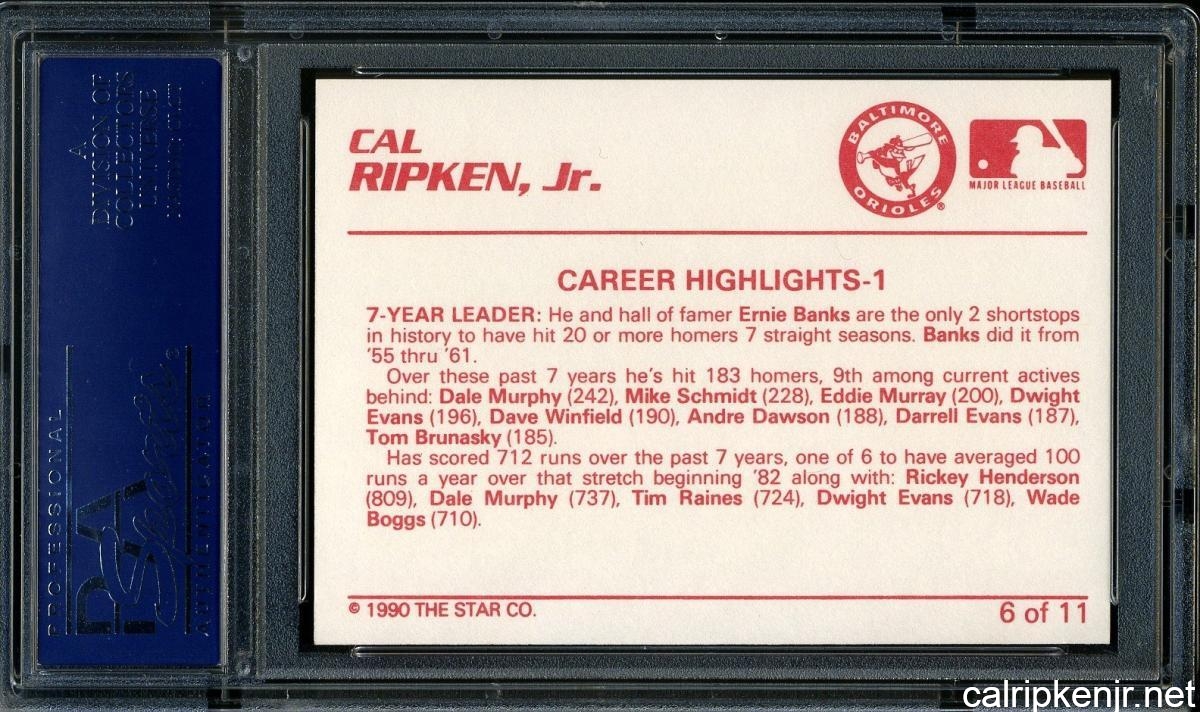 CAL
RIPKEN, Jr.
BALTIMORE
ORIOLES®
MAJOR LEAGUE BASEBALL
CAREER HIGHLIGHTS-1
7-YEAR LEADER: He and hall of famer Ernie Banks are the only 2 shortstops
in history to have hit 20 or more homers 7 straight seasons. Banks did it from
'55 thru '61.
Over these past 7 years he's hit 183 homers, 9th among current actives
behind: Dale Murphy (242), Mike Schmidt (228), Eddie Murray (200), Dwight
Evans (196), Dave Winfield (190), Andre Dawson (188), Darrell Evans (187),
Tom Brunasky (185).
Has scored 712 runs over the past 7 years, one of 6 to have averaged 100
runs a year over that stretch beginning '82 along with: Rickey Henderson
(809), Dale Murphy (737), Tim Raines (724), Dwight Evans (718), Wade
Boggs (710).
© 1990 THE STAR CO.
6 of 11
A
DIVISION OF
COLLECTORS
UNIVERSE
PROFESSIONAL
PSA
Sports®
AUTHENTICATOR
calripkenjr.net